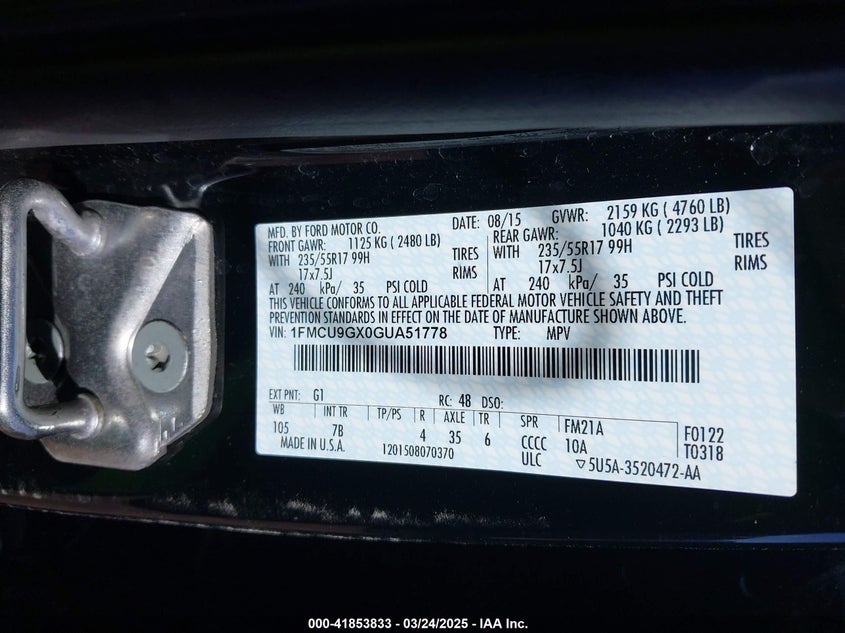 MFD. BY FORD MOTOR CO. DATE: 08/15 GVWR: 2159 KG ( 4760 LB)
FRONT GAWR: 1125 KG ( 2480 LB) REAR GAWR: 1040 KG ( 2293 LB)
WITH 235/55R17 99H TIRES WITH 235/55R17 99H TIRES
17x7.5J RIMS 17x7.5J RIMS
AT 240 kPa/ 35 PSI COLD AT 240 kPa/ 35 PSI COLD
THIS VEHICLE CONFORMS TO ALL APPLICABLE FEDERAL MOTOR VEHICLE SAFETY AND THEFT
PREVENTION STANDARDS IN EFFECT ON THE DATE OF MANUFACTURE SHOWN ABOVE.
VIN: 1FMCU9GX0GUA51778 TYPE: MPV
EXT PNT: G1 RC: 48 DSO:
WB INT TR TP/PS R AXLE TR SPR FM21A F0122
105 7B 4 35 6 CCCC 10A T0318
MADE IN U.S.A. 1201508070370 ULC ▽5U5A-3520472-AA
000-41853833 - 03/24/2025 - IAA Inc.